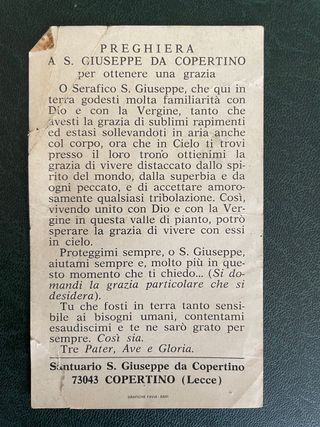 PREGHIERA
A S. GIUSEPPE DA COPERTINO
per ottenere una grazia
O Serafico S. Giuseppe, che qui in
terra godesti molta familiarità con
Dio e con la Vergine, tanto che
avesti la grazia di sublimi rapimenti
ed estasi sollevandoti in aria anche
col corpo, ora che in Cielo ti trovi
presso il loro trono ottienimi la
grazia di vivere distaccato dallo spi-
rito del mondo, dalla superbia e da
ogni peccato, e di accettare amoro-
samente qualsiasi tribolazione. Così,
vivendo unito con Dio e con la Ver-
gine in questa valle di pianto, potrò
sperare la grazia di vivere con essi
in cielo.
Proteggimi sempre, o S. Giuseppe,
aiutami sempre e, molto più in que-
sto momento che ti chiedo... (Si do-
mandi la grazia particolare che si
desidera).
Tu che fosti in terra tanto sensi-
bile ai bisogni umani, contentami
esaudiscimi e te ne sarò grato per
sempre. Così sia.
Tre Pater, Ave e Gloria.
Santuario S. Giuseppe da Copertino
73043 COPERTINO (Lecce)